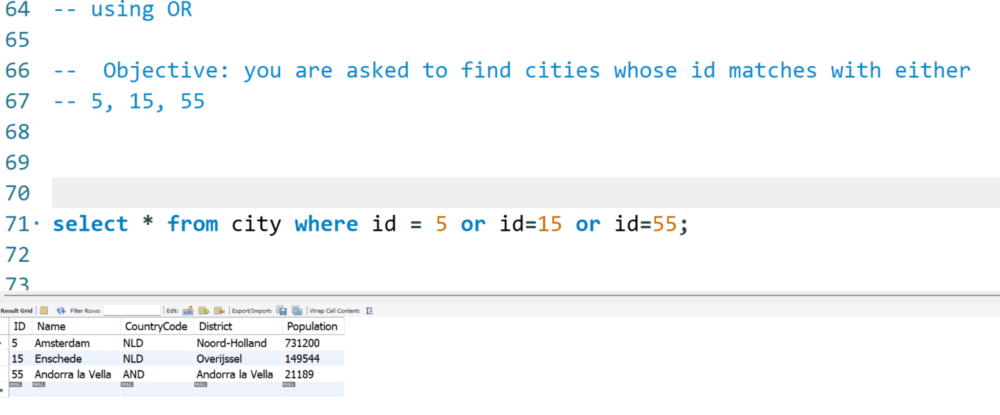 64 -- using OR
65
66 --  Objective: you are asked to find cities whose id matches with either
67 -- 5, 15, 55
68
69
70
71 select * from city where id = 5 or id=15 or id=55;
72
73
Result Grid Filter Rows: Edit: Export/Import: Wrap Cell Content: IA
ID Name CountryCode District Population
5 Amsterdam NLD Noord-Holland 731200
15 Enschede NLD Overijssel 149544
55 Andorra la Vella AND Andorra la Vella 21189
* NULL NULL NULL NULL NULL